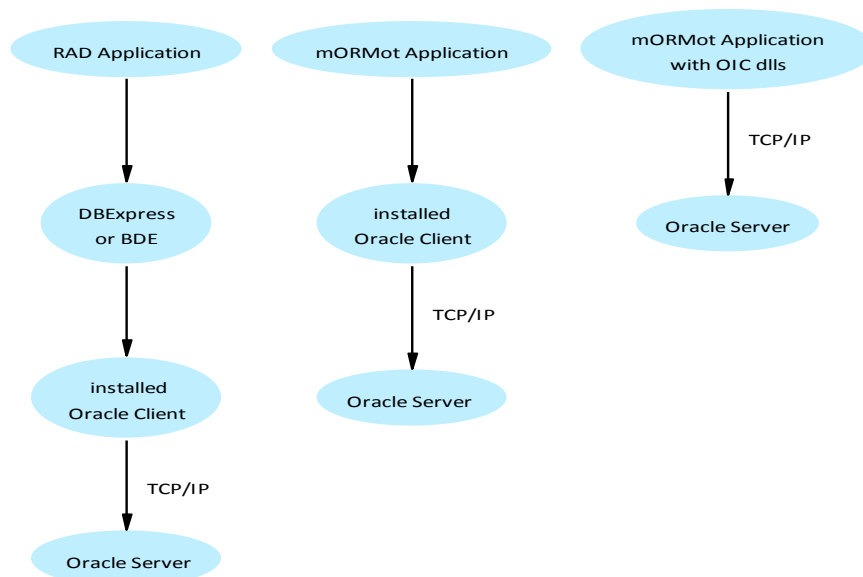 RAD Application
DBExpress
or BDE
installed
Oracle Client
TCP/IP
Oracle Server
mORMot Application
installed
Oracle Client
TCP/IP
Oracle Server
mORMot Application
with OIC dlls
TCP/IP
Oracle Server